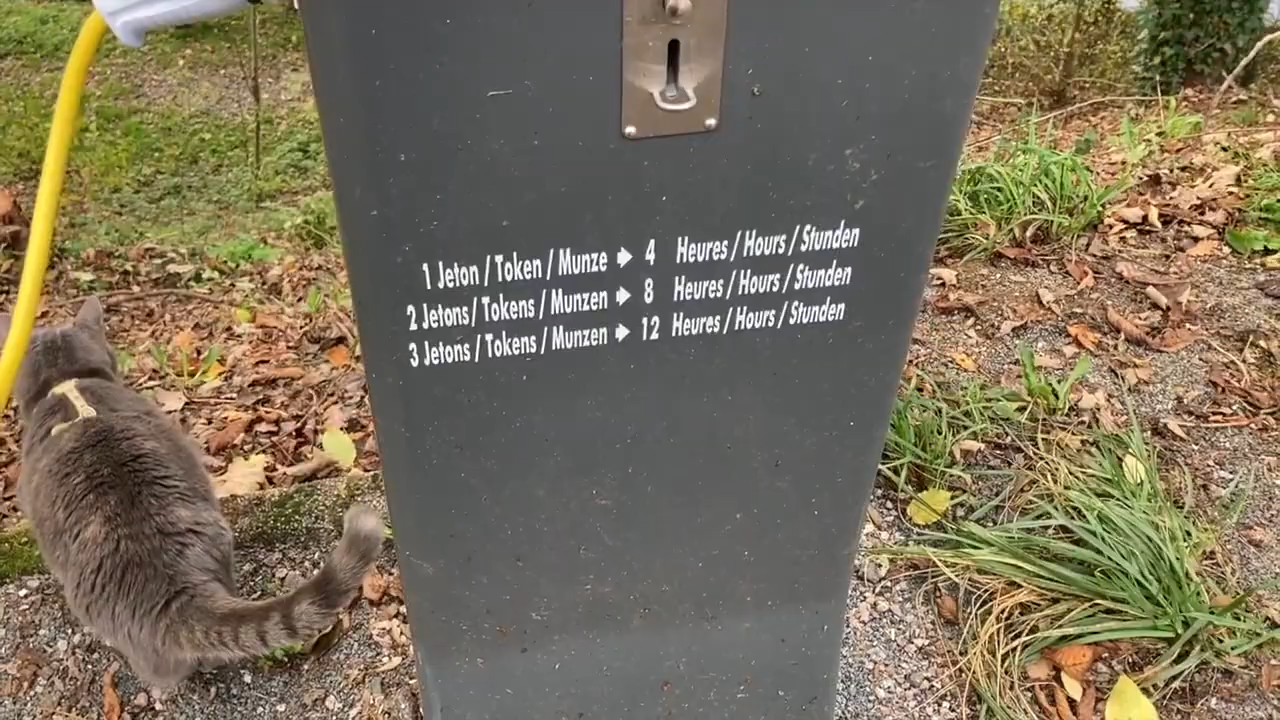 1 Jeton / Token / Munze 🡆 4 Heures / Hours / Stunden
2 Jetons / Tokens / Munzen 🡆 8 Heures / Hours / Stunden
3 Jetons / Tokens / Munzen 🡆 12 Heures / Hours / Stunden